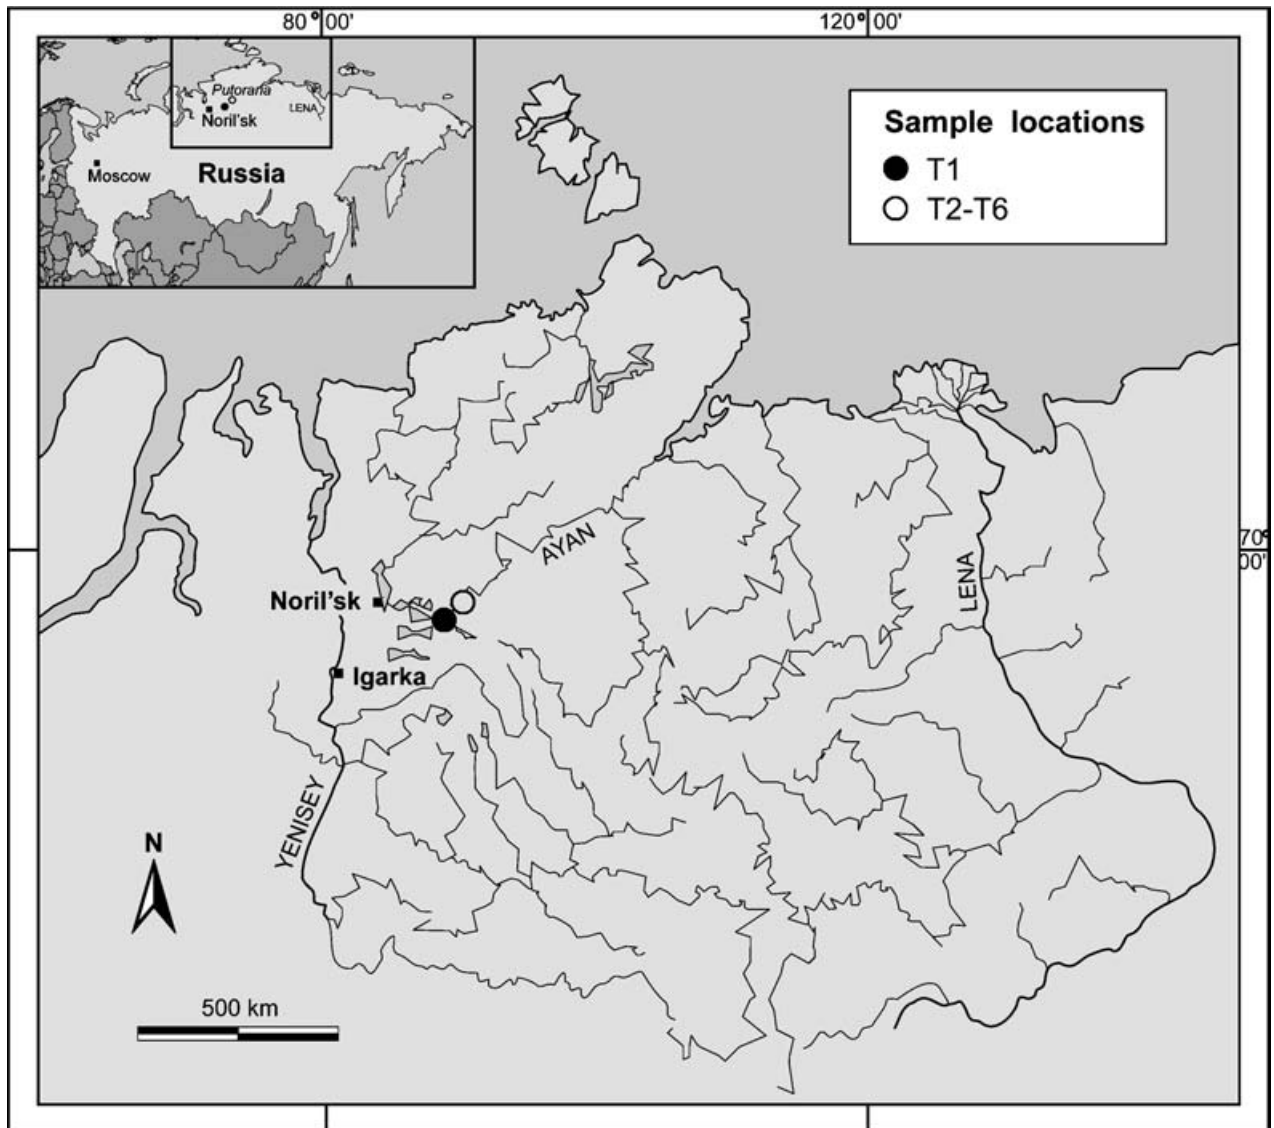 80°00'
120°00'
Putorana
LENA
Noril'sk
Moscow
Russia
Sample locations
T1
T2-T6
70°
00'
AYAN
LENA
Noril'sk
Igarka
YENISEY
N
500 km